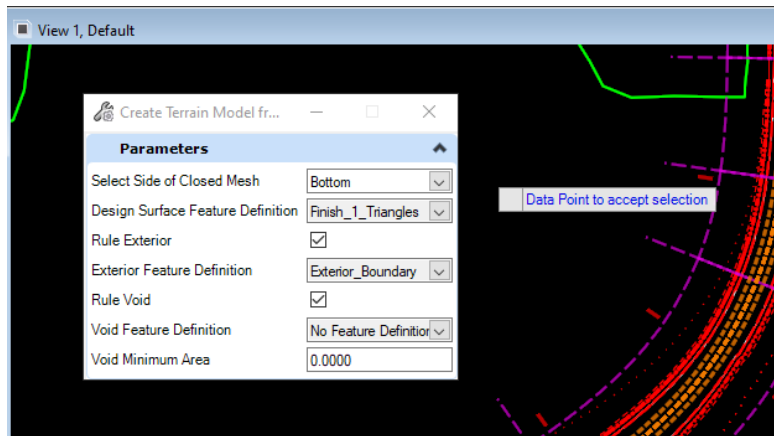 View 1, Default
Create Terrain Model fr...
Parameters
Select Side of Closed Mesh Bottom
Design Surface Feature Definition Finish_1_Triangles
Rule Exterior
Exterior Feature Definition Exterior_Boundary
Rule Void
Void Feature Definition No Feature Definition
Void Minimum Area 0.0000
Data Point to accept selection